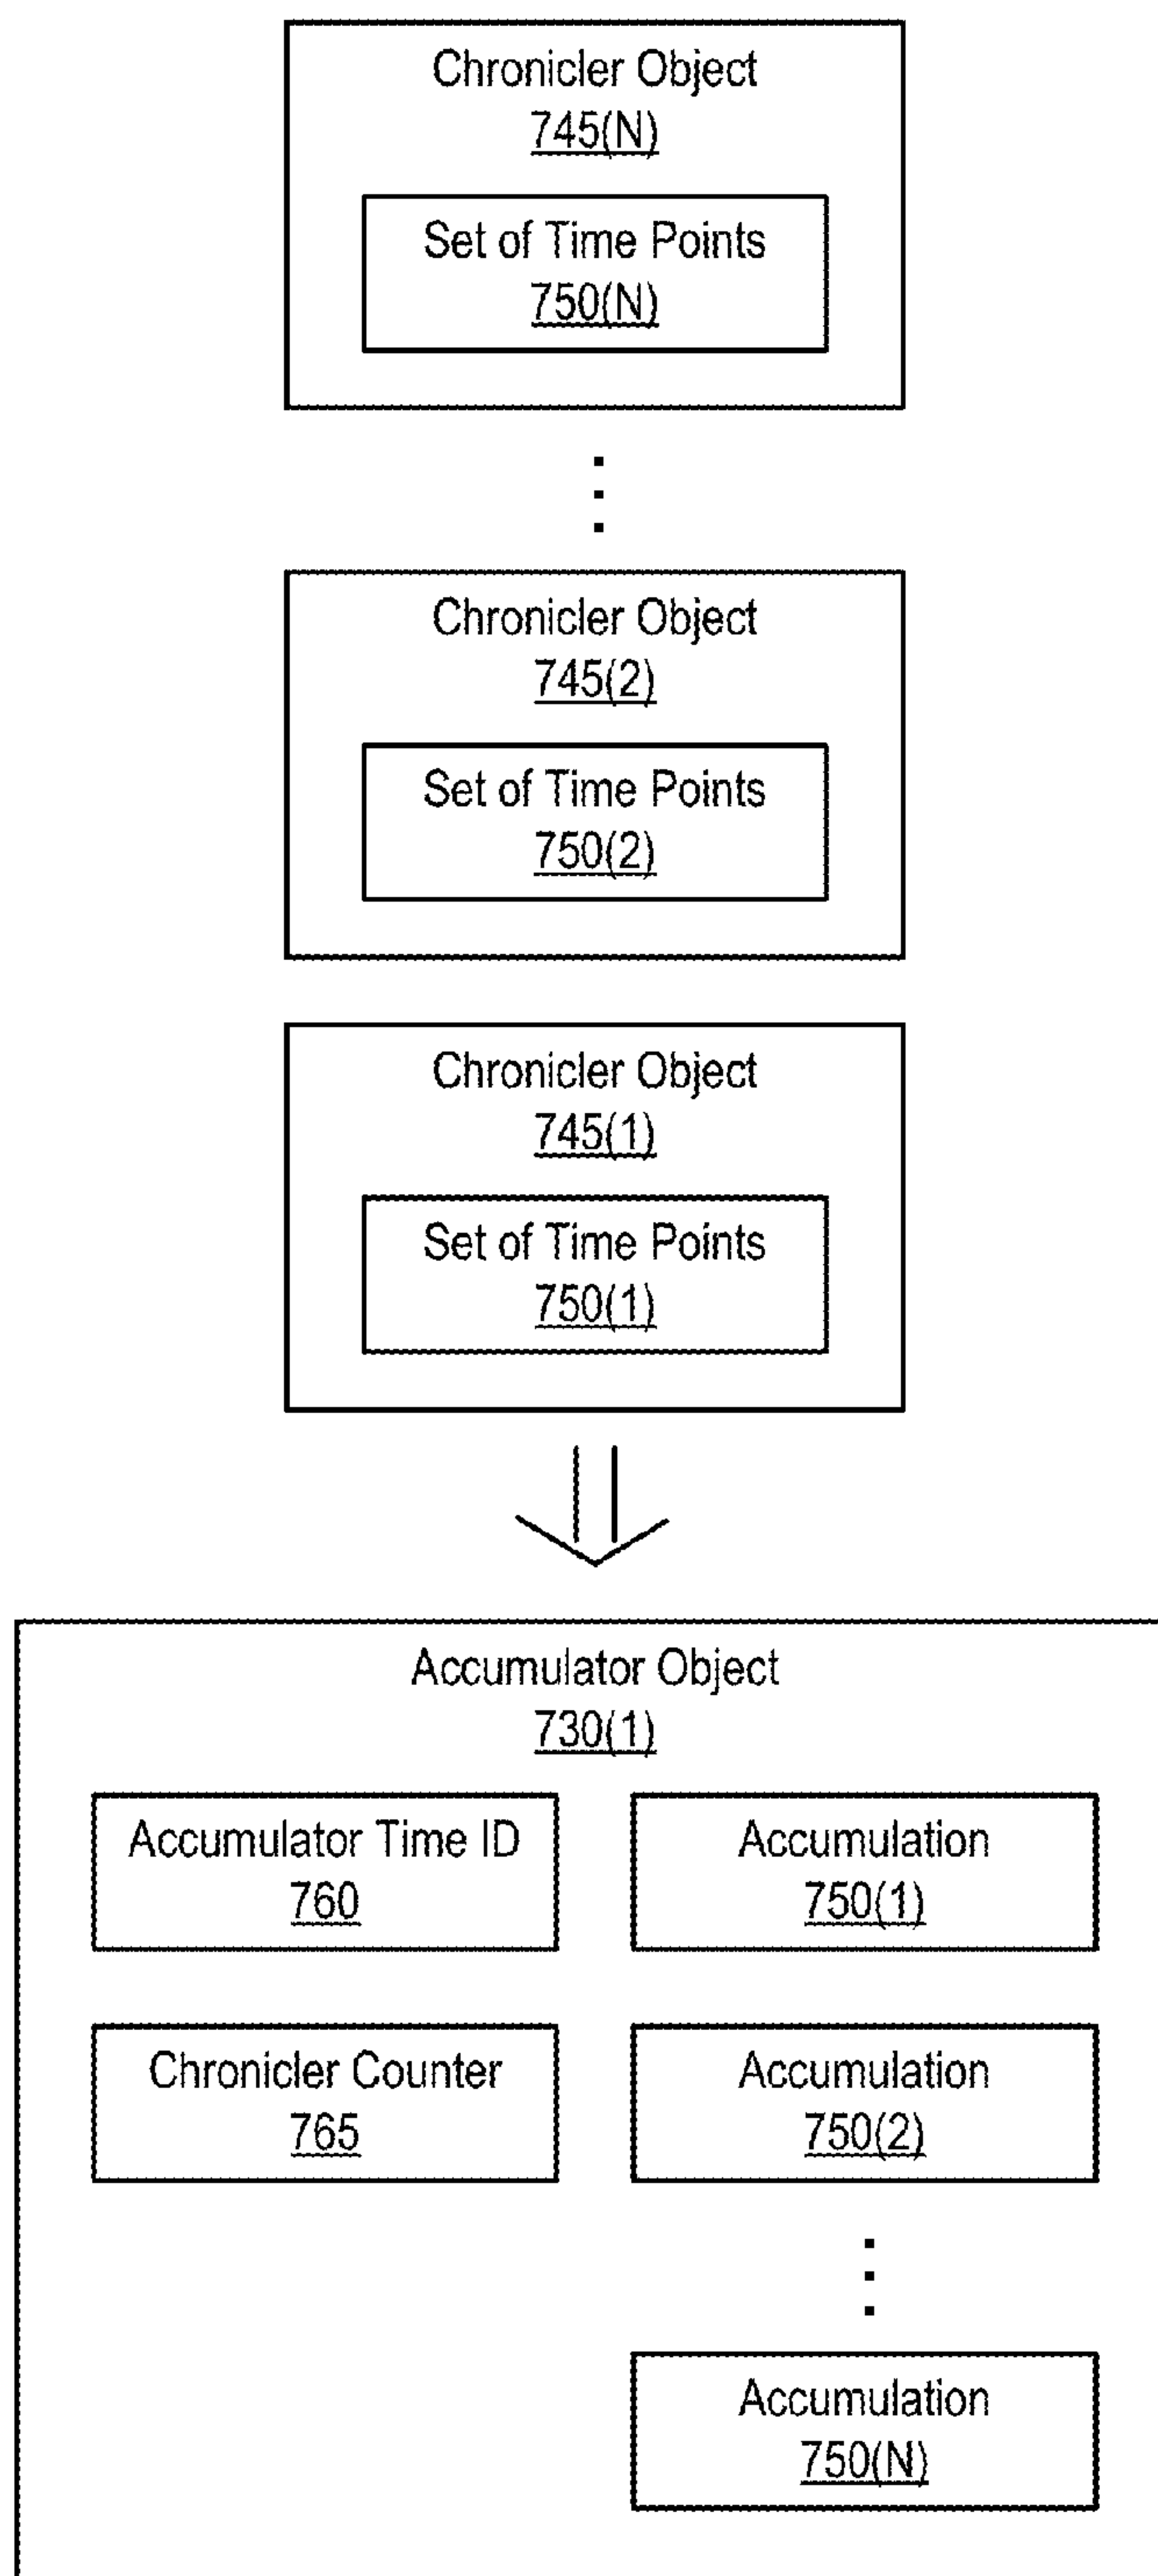 Chronicler Object
745(N)
Set of Time Points
750(N)
Chronicler Object
745(2)
Set of Time Points
750(2)
Chronicler Object
745(1)
Set of Time Points
750(1)
Accumulator Object
730(1)
Accumulator Time ID
760
Accumulation
750(1)
Chronicler Counter
765
Accumulation
750(2)
Accumulation
750(N)